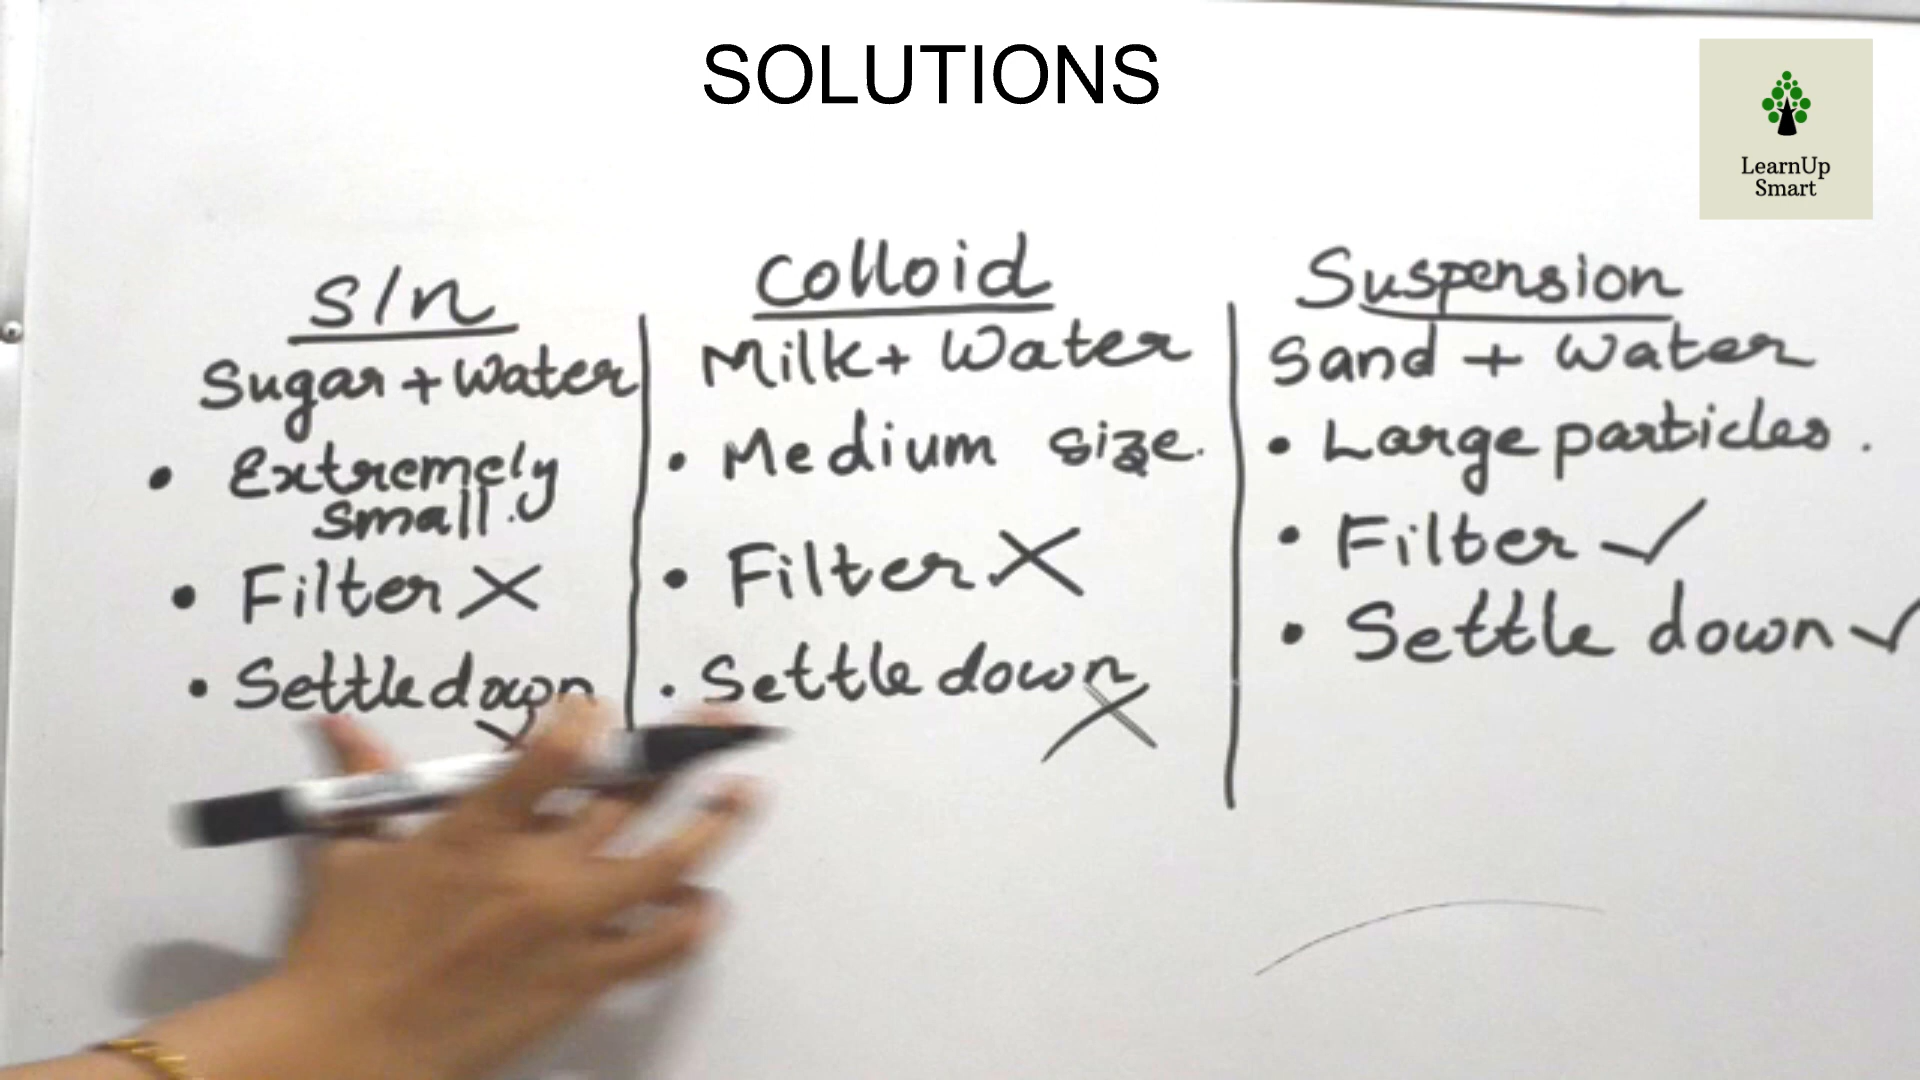 SOLUTIONS
LearnUp
Smart
S/n
Sugar + Water
• Extremely
small.
• Filter ✗
• Settle down
Colloid
Milk + Water
• Medium size.
• Filter ✗
• Settle down ✗
Suspension
Sand + Water
• Large particles.
• Filter ✓
• Settle down ✓